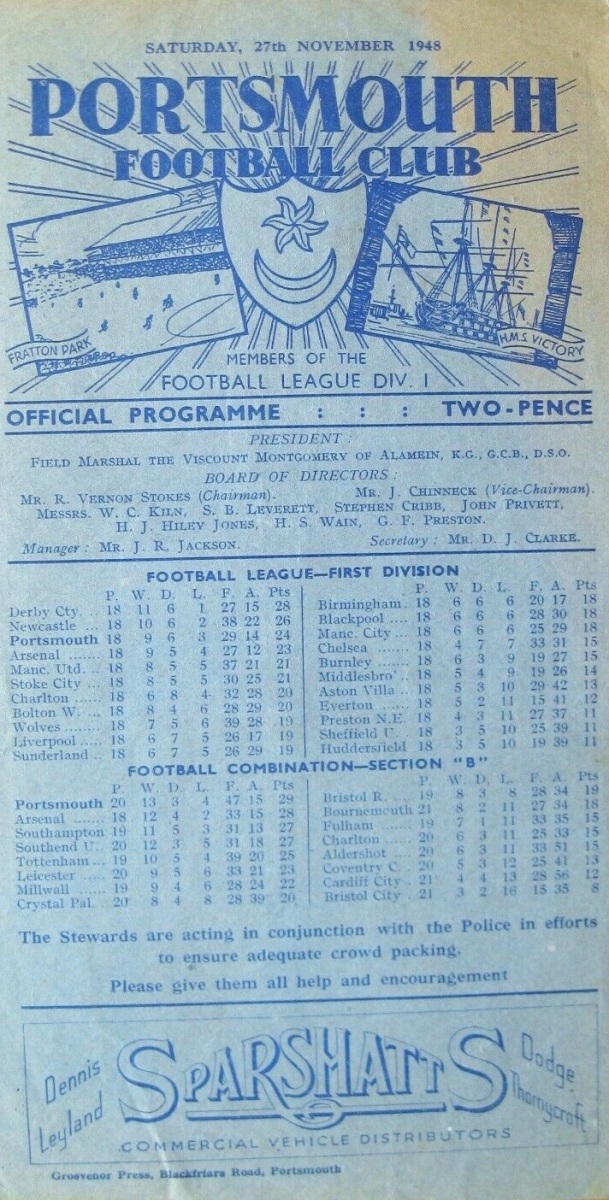 SATURDAY, 27th NOVEMBER 1948
PORTSMOUTH
FOOTBALL CLUB
FRATTON PARK
H.M.S. VICTORY
MEMBERS OF THE
FOOTBALL LEAGUE DIV. 1
OFFICIAL PROGRAMME : : : TWO-PENCE
PRESIDENT :
FIELD MARSHAL THE VISCOUNT MONTGOMERY OF ALAMEIN, K.G., G.C.B., D.S.O.
BOARD OF DIRECTORS :
MR. R. VERNON STOKES (Chairman). MR. J. CHINNECK (Vice-Chairman).
MESSRS. W. C. KILN, S. B. LEVERETT, STEPHEN CRIBB, JOHN PRIVETT,
H. J. HILEY JONES, H. S. WAIN, G. F. PRESTON.
Manager : MR. J. R. JACKSON. Secretary : MR. D. J. CLARKE.
FOOTBALL LEAGUE—FIRST DIVISION
P. W. D. L. F. A. Pts
Derby Cty. .. 18 11 6 1 27 15 28
Newcastle ... 18 10 6 2 38 22 26
Portsmouth 18 9 6 3 29 14 24
Arsenal ....... 18 9 5 4 27 12 23
Manc. Utd. .. 18 8 5 5 37 21 21
Stoke City ... 18 8 5 5 30 25 21
Charlton ...... 18 6 8 4 32 28 20
Bolton W. ... 18 8 4 6 28 29 20
Wolves ....... 18 7 5 6 39 28 19
Liverpool ..... 18 6 7 5 26 17 19
Sunderland .. 18 6 7 5 26 29 19
P. W. D. L. F. A. Pts
Birmingham. 18 6 6 6 20 17 18
Blackpool .... 18 6 6 6 28 30 18
Manc. City ... 18 6 6 6 25 29 18
Chelsea ....... 18 4 7 7 33 31 15
Burnley ....... 18 6 3 9 19 27 15
Middlesbro' .. 18 5 4 9 19 26 14
Aston Villa .. 18 5 3 10 29 42 13
Everton ...... 18 5 2 11 15 41 12
Preston N.E. 18 4 3 11 27 37 11
Sheffield U.. 18 3 5 10 25 39 11
Huddersfield 18 3 5 10 19 39 11
FOOTBALL COMBINATION—SECTION "B"
P. W. D. L. F. A. Pts
Portsmouth 20 13 3 4 47 15 29
Arsenal ....... 18 12 4 2 33 15 28
Southampton 19 11 5 3 31 13 27
Southend U.. 20 12 3 5 31 18 27
Tottenham ... 19 10 5 4 39 20 25
Leicester ..... 20 9 5 6 33 21 23
Millwall ...... 19 9 4 6 28 24 22
Crystal Pal. .. 20 8 4 8 28 39 20
P. W. D. L. F. A. Pts
Bristol R. .... 19 8 3 8 28 34 19
Bournemouth 21 8 2 11 27 34 18
Fulham ....... 19 7 1 11 33 35 15
Charlton ..... 20 6 3 11 25 33 15
Aldershot .... 20 6 3 11 33 51 15
Coventry C. . 20 5 3 12 25 41 13
Cardiff City . 21 4 4 13 28 56 12
Bristol City . 21 3 2 16 15 35 8
The Stewards are acting in conjunction with the Police in efforts
to ensure adequate crowd packing.
Please give them all help and encouragement
Dennis
Leyland
SPARSHATTS
Dodge
Thornycroft
COMMERCIAL VEHICLE DISTRIBUTORS
Grosvenor Press, Blackfriars Road, Portsmouth